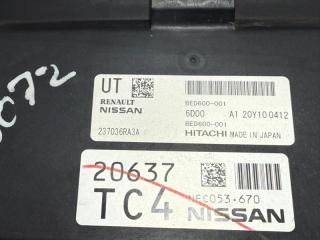 UT
RENAULT
NISSAN
237036RA3A
BED600-001
6D00 A1 20Y10 0412
BED600-001
HITACHI MADE IN JAPAN
20637
TC4
NEC053-670
NISSAN